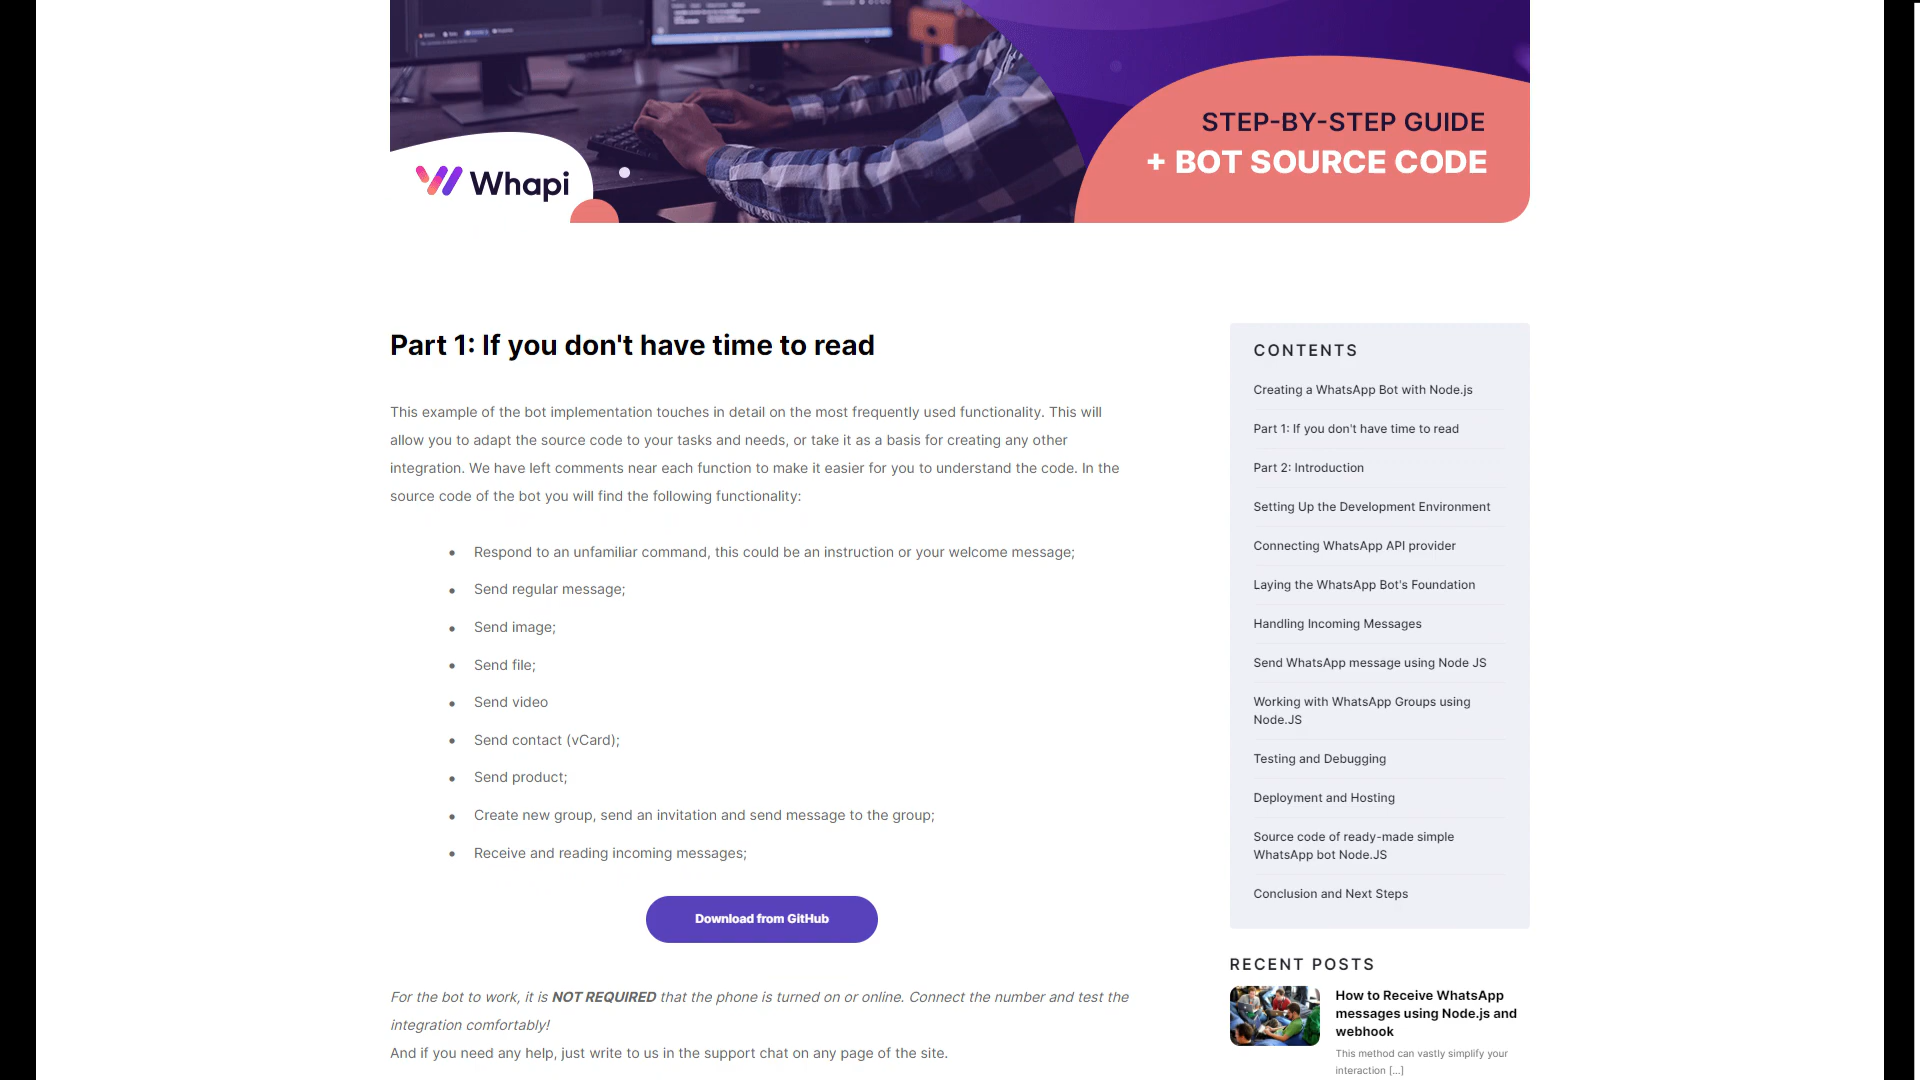 STEP-BY-STEP GUIDE
+ BOT SOURCE CODE
Whapi
Part 1: If you don't have time to read
This example of the bot implementation touches in detail on the most frequently used functionality. This will
allow you to adapt the source code to your tasks and needs, or take it as a basis for creating any other
integration. We have left comments near each function to make it easier for you to understand the code. In the
source code of the bot you will find the following functionality:
• Respond to an unfamiliar command, this could be an instruction or your welcome message;
• Send regular message;
• Send image;
• Send file;
• Send video
• Send contact (vCard);
• Send product;
• Create new group, send an invitation and send message to the group;
• Receive and reading incoming messages;
Download from GitHub
For the bot to work, it is NOT REQUIRED that the phone is turned on or online. Connect the number and test the
integration comfortably!
And if you need any help, just write to us in the support chat on any page of the site.
CONTENTS
Creating a WhatsApp Bot with Node.js
Part 1: If you don't have time to read
Part 2: Introduction
Setting Up the Development Environment
Connecting WhatsApp API provider
Laying the WhatsApp Bot's Foundation
Handling Incoming Messages
Send WhatsApp message using Node JS
Working with WhatsApp Groups using
Node.JS
Testing and Debugging
Deployment and Hosting
Source code of ready-made simple
WhatsApp bot Node.JS
Conclusion and Next Steps
RECENT POSTS
How to Receive WhatsApp
messages using Node.js and
webhook
This method can vastly simplify your
interaction [...]